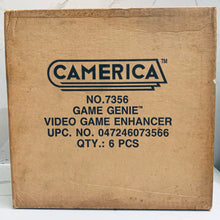 CAMERICA™
NO.7356
GAME GENIE™
VIDEO GAME ENHANCER
UPC. NO. 047246073566
QTY.: 6 PCS